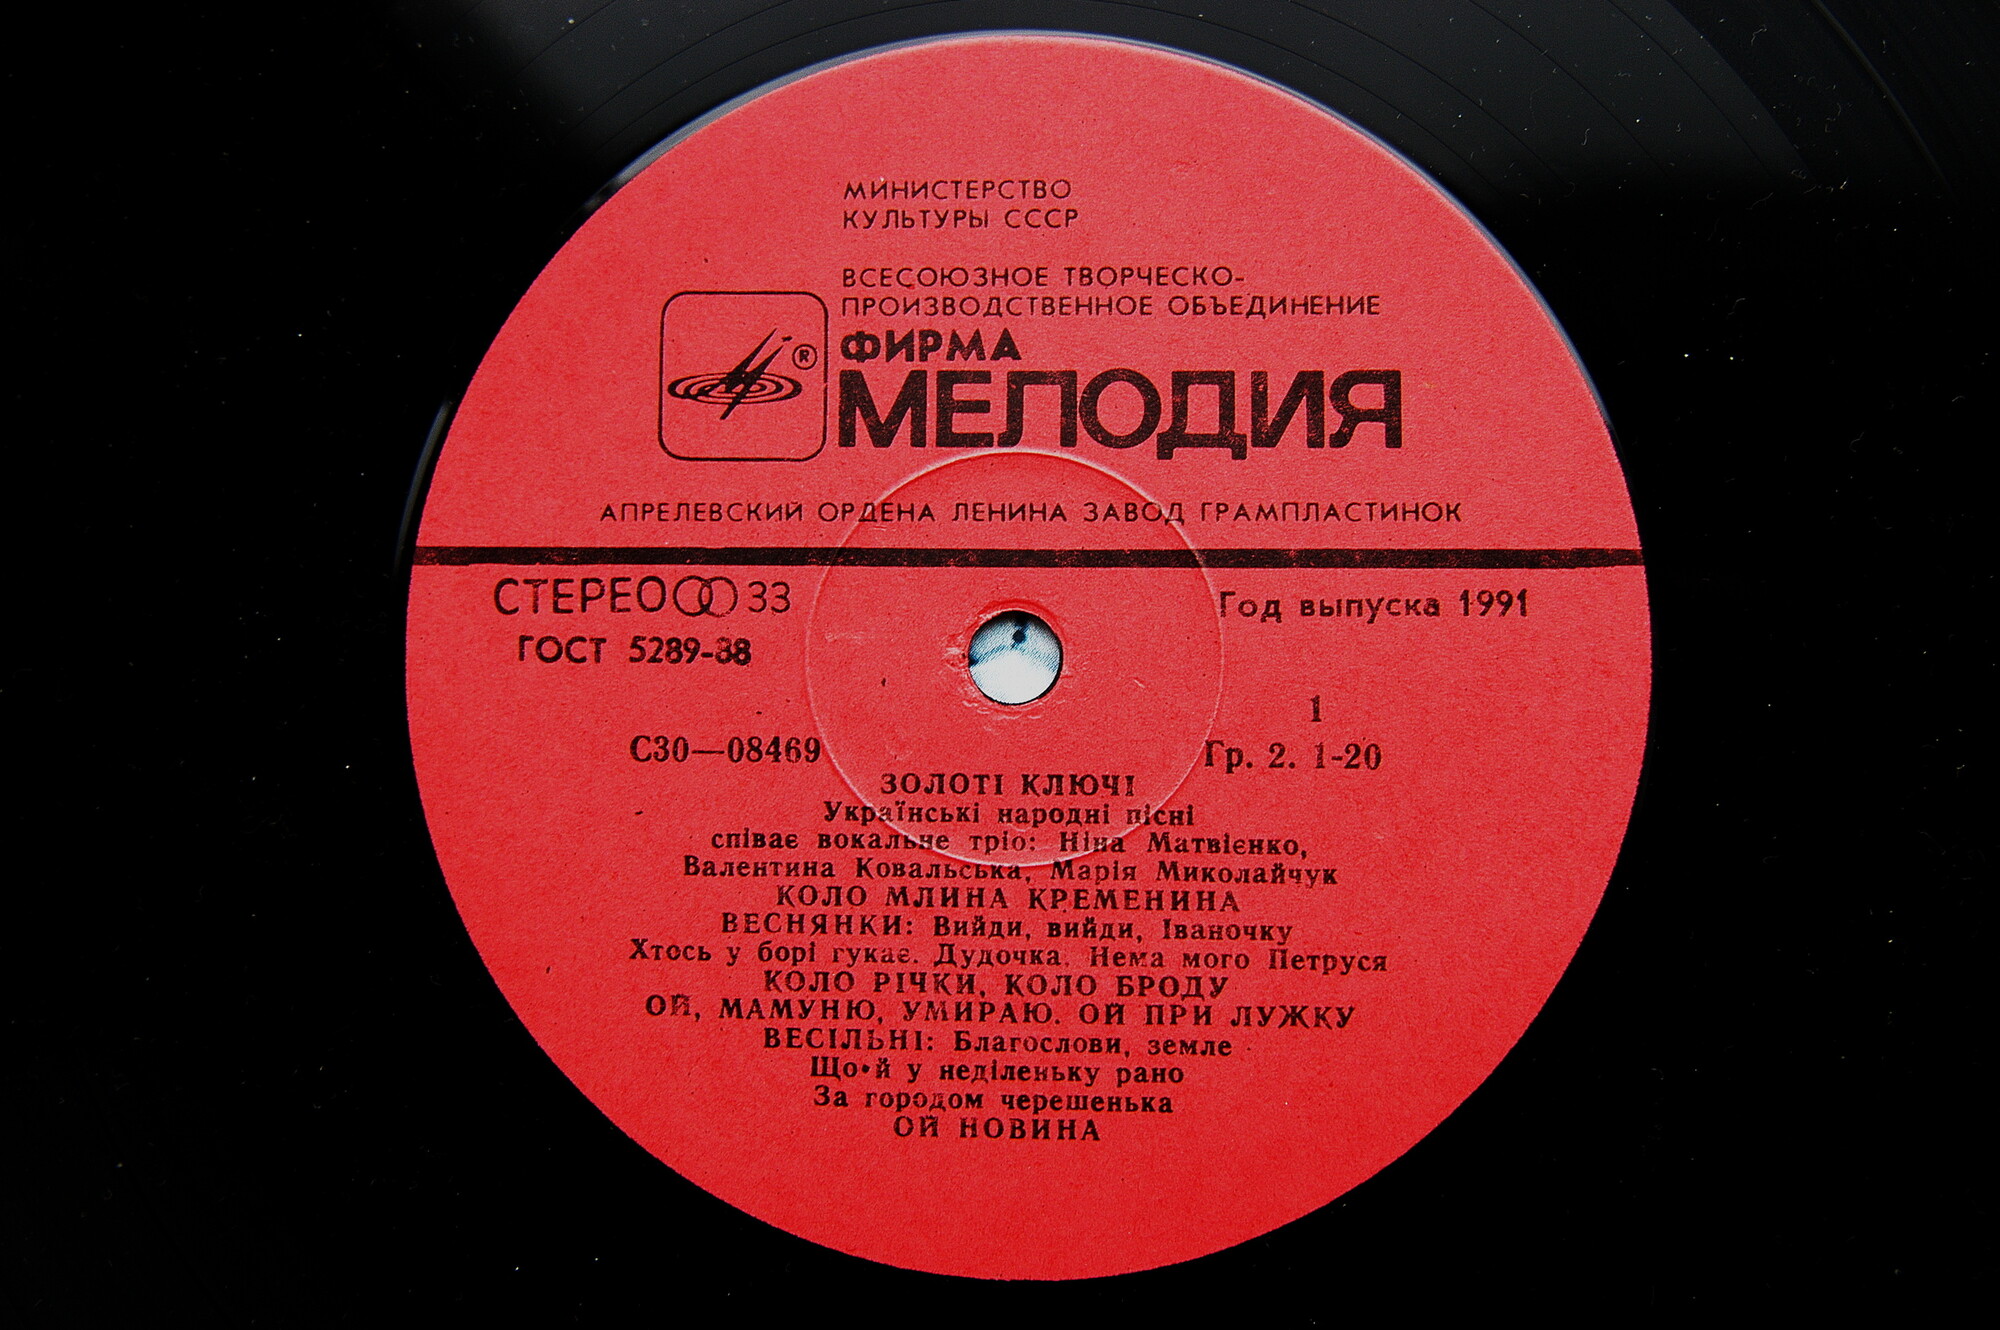 МИНИСТЕРСТВО
КУЛЬТУРЫ СССР
ВСЕСОЮЗНОЕ ТВОРЧЕСКО-
ПРОИЗВОДСТВЕННОЕ ОБЪЕДИНЕНИЕ
ФИРМА
®
МЕЛОДИЯ
АПРЕЛЕВСКИЙ ОРДЕНА ЛЕНИНА ЗАВОД ГРАМПЛАСТИНОК
СТЕРЕО 33
Год выпуска 1991
ГОСТ 5289-88
1
С30—08469
Гр. 2. 1-20
ЗОЛОТІ КЛЮЧІ
Українські народні пісні
співає вокальне тріо: Ніна Матвієнко,
Валентина Ковальська, Марія Миколайчук
КОЛО МЛИНА КРЕМЕНИНА
ВЕСНЯНКИ: Вийди, вийди, Іваночку
Хтось у борі гукає. Дудочка. Нема мого Петруся
КОЛО РІЧКИ, КОЛО БРОДУ
ОЙ, МАМУНЮ, УМИРАЮ. ОЙ ПРИ ЛУЖКУ
ВЕСІЛЬНІ: Благослови, земле
Що•й у неділеньку рано
За городом черешенька
ОЙ НОВИНА